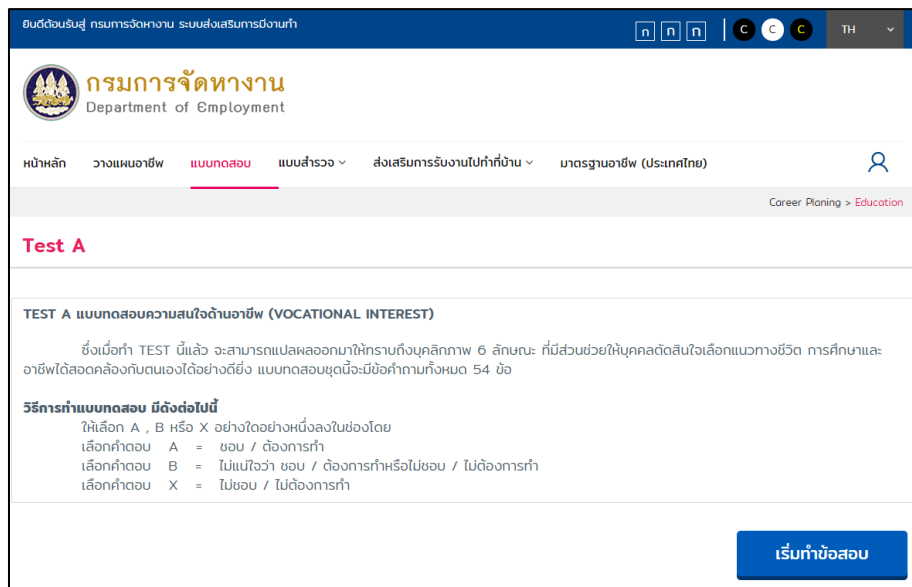 ยินดีต้อนรับสู่ กรมการจัดหางาน ระบบส่งเสริมการมีงานทำ
ก ก ก C C C TH
กรมการจัดหางาน
Department of Employment
หน้าหลัก วางแผนอาชีพ แบบทดสอบ แบบสำรวจ ส่งเสริมการรับงานไปทำที่บ้าน มาตรฐานอาชีพ (ประเทศไทย)
Career Planing > Education
Test A
TEST A แบบทดสอบความสนใจด้านอาชีพ (VOCATIONAL INTEREST)
ซึ่งเมื่อทำ TEST นี้แล้ว จะสามารถแปลผลออกมาให้ทราบถึงบุคลิกภาพ 6 ลักษณะ ที่มีส่วนช่วยให้บุคคลตัดสินใจเลือกแนวทางชีวิต การศึกษาและ
อาชีพได้สอดคล้องกับตนเองได้อย่างดียิ่ง แบบทดสอบชุดนี้จะมีข้อคำถามทั้งหมด 54 ข้อ
วิธีการทำแบบทดสอบ มีดังต่อไปนี้
ให้เลือก A , B หรือ X อย่างใดอย่างหนึ่งลงในช่องโดย
เลือกคำตอบ A = ชอบ / ต้องการทำ
เลือกคำตอบ B = ไม่แน่ใจว่า ชอบ / ต้องการทำหรือไม่ชอบ / ไม่ต้องการทำ
เลือกคำตอบ X = ไม่ชอบ / ไม่ต้องการทำ
เริ่มทำข้อสอบ